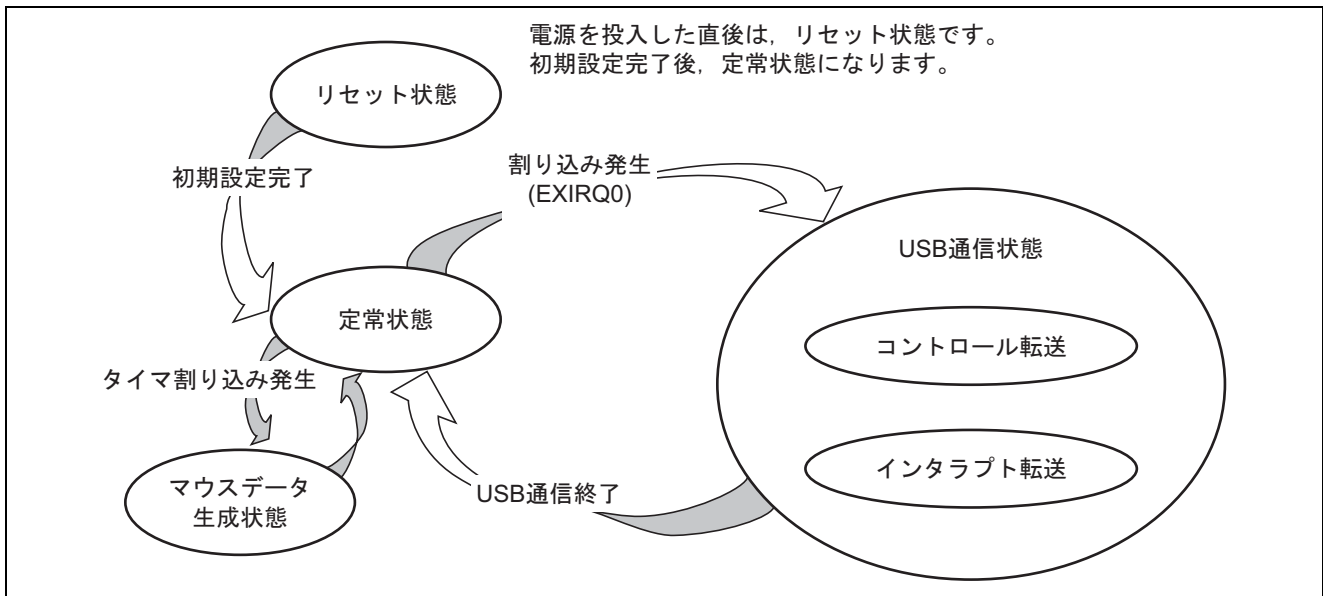 電源を投入した直後は，リセット状態です。
初期設定完了後，定常状態になります。
リセット状態
初期設定完了
割り込み発生
(EXIRQ0)
USB通信状態
定常状態
コントロール転送
タイマ割り込み発生
インタラプト転送
マウスデータ
生成状態
USB通信終了